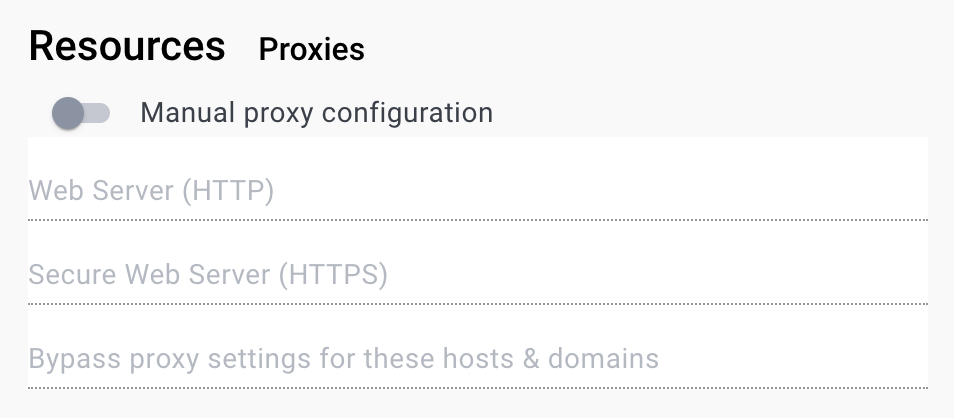 Resources Proxies
Manual proxy configuration
Web Server (HTTP)
Secure Web Server (HTTPS)
Bypass proxy settings for these hosts & domains